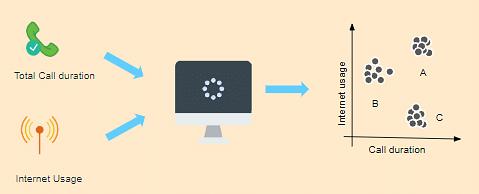 Total Call duration
Internet Usage
Internet usage
A
B
C
Call duration